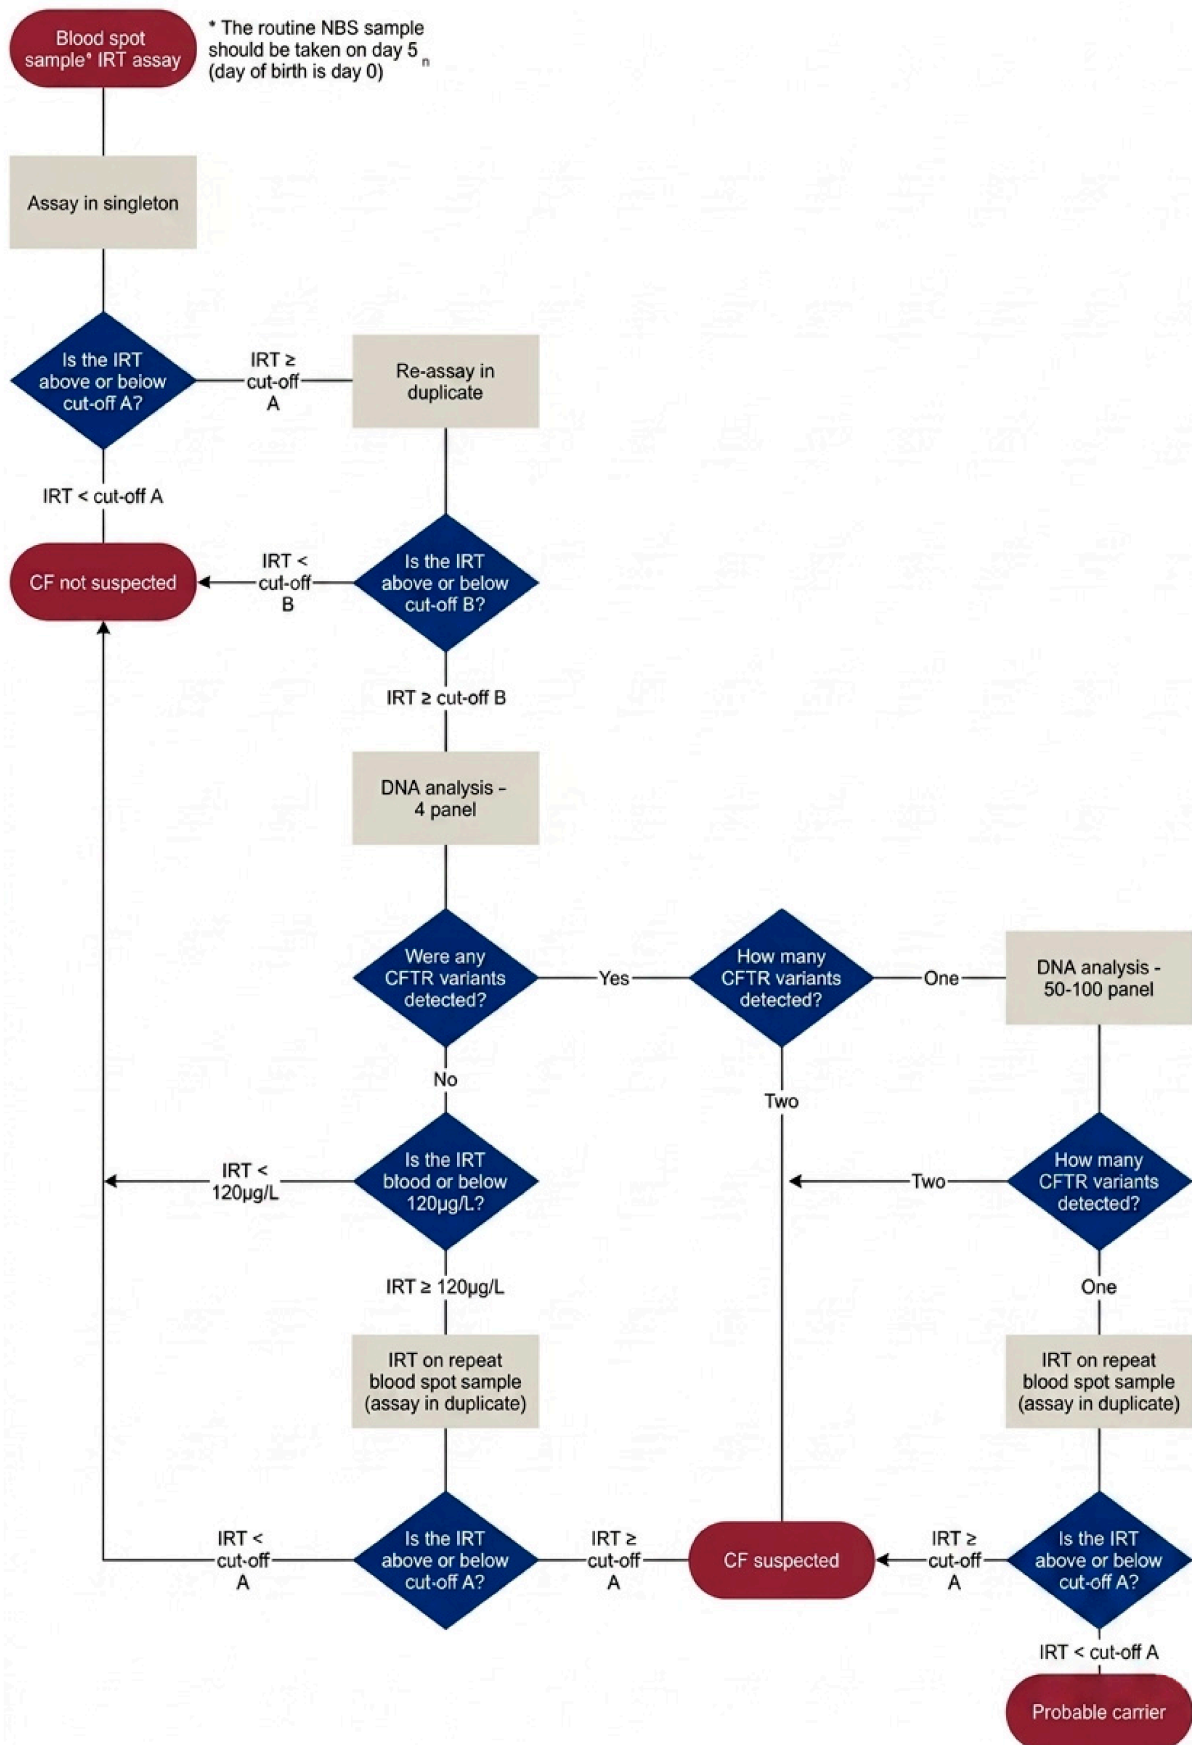 Blood spot
sample* IRT assay
* The routine NBS sample
should be taken on day 5 n
(day of birth is day 0)
Assay in singleton
Is the IRT
above or below
cut-off A?
IRT ≥
cut-off
A
Re-assay in
duplicate
IRT < cut-off A
CF not suspected
IRT <
cut-off
B
Is the IRT
above or below
cut-off B?
IRT ≥ cut-off B
DNA analysis -
4 panel
Were any
CFTR variants
detected?
Yes
How many
CFTR variants
detected?
One
DNA analysis -
50-100 panel
No
Two
IRT <
120µg/L
Is the IRT
btood or below
120µg/L?
Two
How many
CFTR variants
detected?
IRT ≥ 120µg/L
One
IRT on repeat
blood spot sample
(assay in duplicate)
IRT on repeat
blood spot sample
(assay in duplicate)
IRT <
cut-off
A
Is the IRT
above or below
cut-off A?
IRT ≥
cut-off
A
CF suspected
IRT ≥
cut-off
A
Is the IRT
above or below
cut-off A?
IRT < cut-off A
Probable carrier